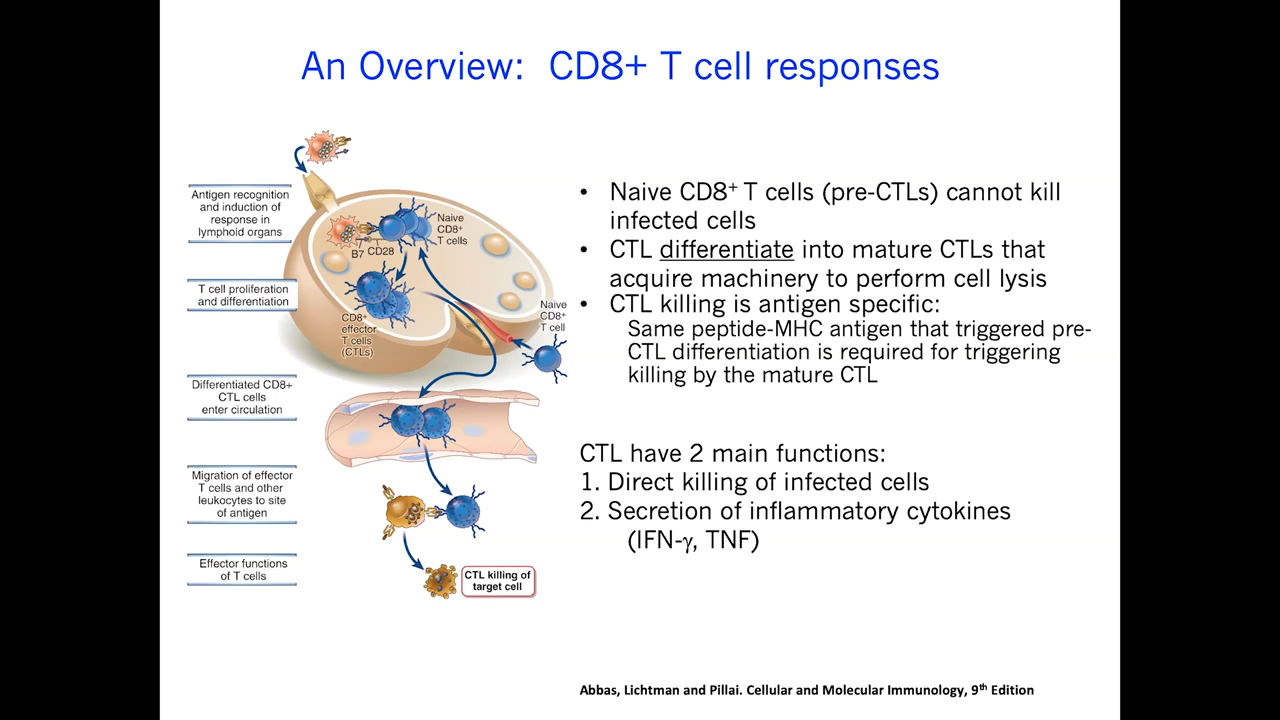 An Overview: CD8+ T cell responses
Antigen recognition
and induction of
response in
lymphoid organs
T cell proliferation
and differentiation
Differentiated CD8+
CTL cells
enter circulation
Migration of effector
T cells and other
leukocytes to site
of antigen
Effector functions
of T cells
Naive
CD8+
T cells
B7 CD28
CD8+
effector
T cells
(CTLs)
Naive
CD8+
T cell
CTL killing of
target cell
• Naive CD8+ T cells (pre-CTLs) cannot kill
infected cells
• CTL differentiate into mature CTLs that
acquire machinery to perform cell lysis
• CTL killing is antigen specific:
Same peptide-MHC antigen that triggered pre-
CTL differentiation is required for triggering
killing by the mature CTL
CTL have 2 main functions:
1. Direct killing of infected cells
2. Secretion of inflammatory cytokines
(IFN-γ, TNF)
Abbas, Lichtman and Pillai. Cellular and Molecular Immunology, 9th Edition